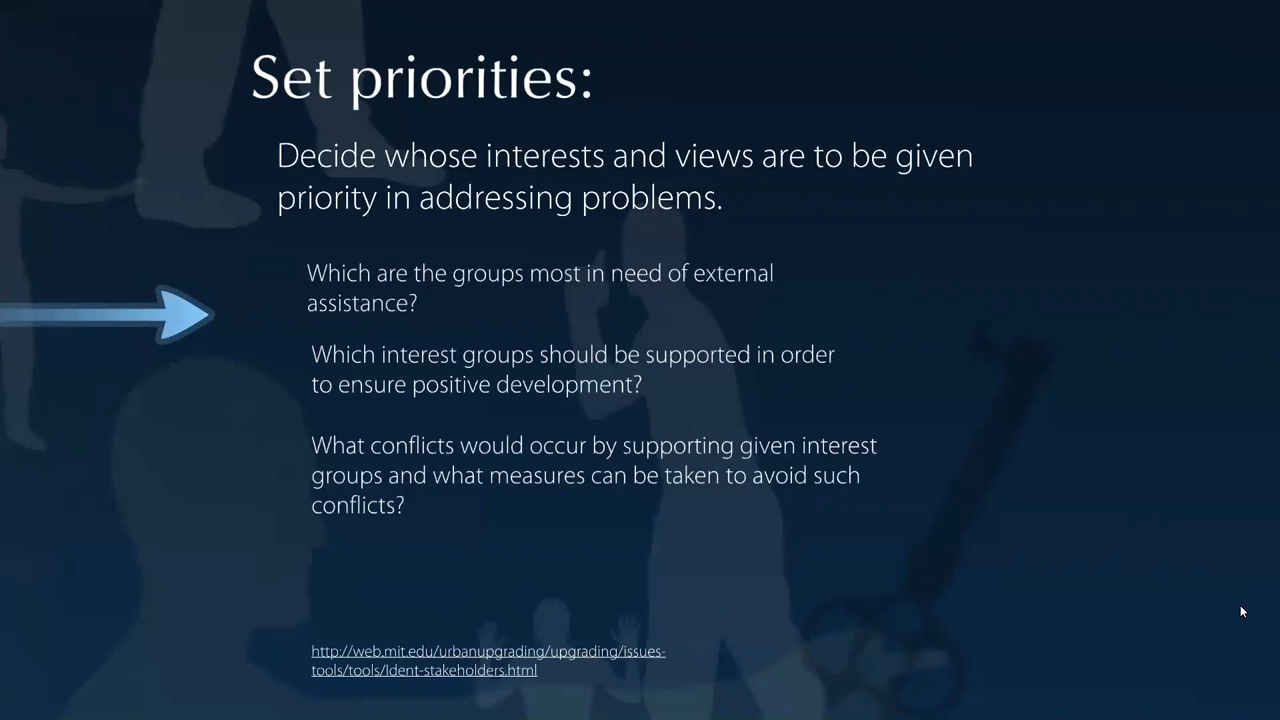 Set priorities:
Decide whose interests and views are to be given
priority in addressing problems.
Which are the groups most in need of external
assistance?
Which interest groups should be supported in order
to ensure positive development?
What conflicts would occur by supporting given interest
groups and what measures can be taken to avoid such
conflicts?
http://web.mit.edu/urbanupgrading/upgrading/issues-
tools/tools/Ident-stakeholders.html